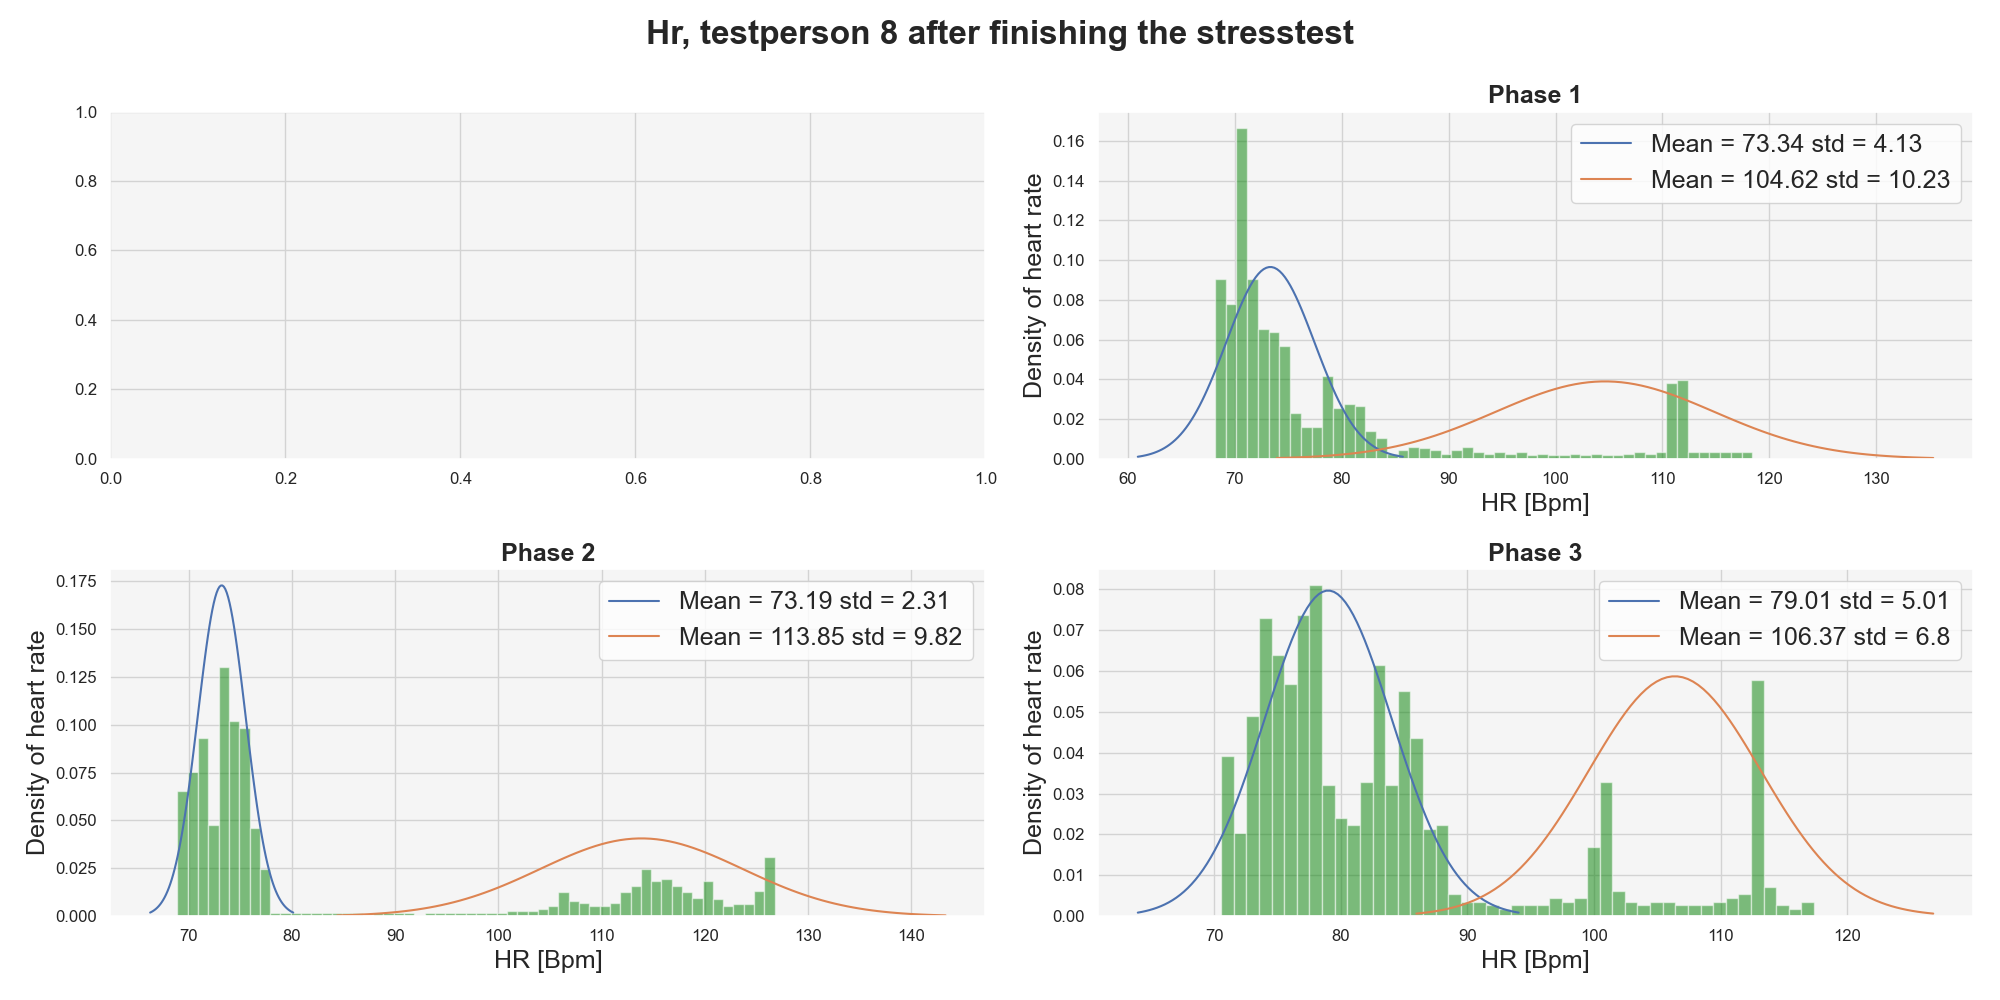 Hr, testperson 8 after finishing the stresstest
1.0
0.8
0.6
0.4
0.2
0.0
0.0 0.2 0.4 0.6 0.8 1.0
Phase 1
Density of heart rate
0.16
0.14
0.12
0.10
0.08
0.06
0.04
0.02
0.00
Mean = 73.34 std = 4.13
Mean = 104.62 std = 10.23
60 70 80 90 100 110 120 130
HR [Bpm]
Phase 2
Density of heart rate
0.175
0.150
0.125
0.100
0.075
0.050
0.025
0.000
Mean = 73.19 std = 2.31
Mean = 113.85 std = 9.82
70 80 90 100 110 120 130 140
HR [Bpm]
Phase 3
Density of heart rate
0.08
0.07
0.06
0.05
0.04
0.03
0.02
0.01
0.00
Mean = 79.01 std = 5.01
Mean = 106.37 std = 6.8
70 80 90 100 110 120
HR [Bpm]